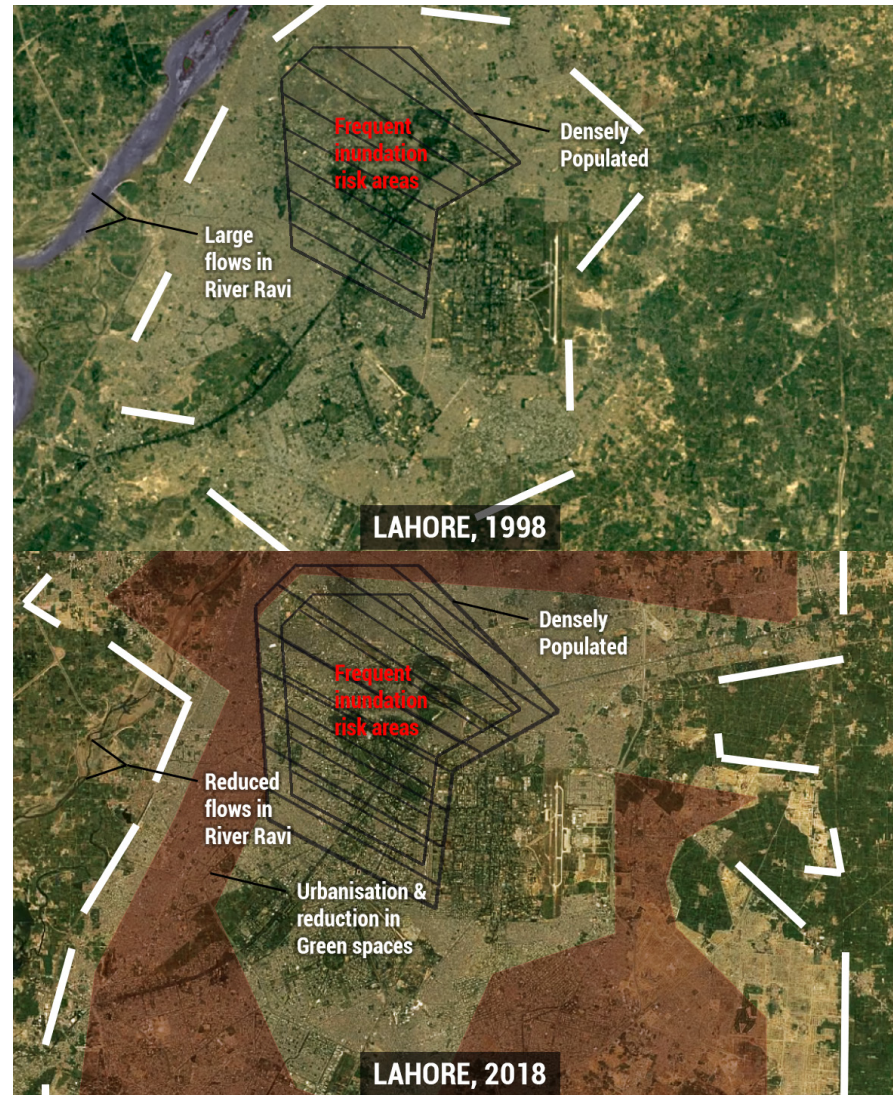 Frequent
inundation
risk areas
Densely
Populated
Large
flows in
River Ravi
LAHORE, 1998
Densely
Populated
Frequent
inundation
risk areas
Reduced
flows in
River Ravi
Urbanisation &
reduction in
Green spaces
LAHORE, 2018